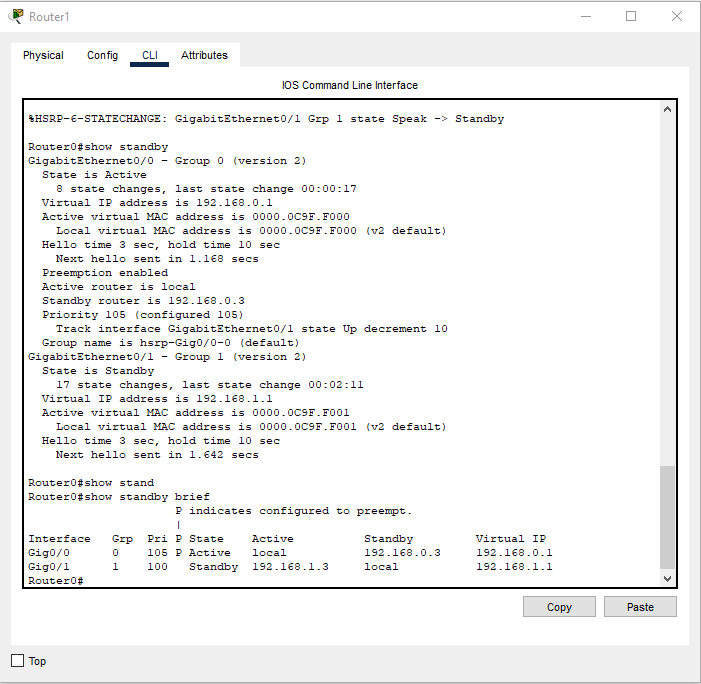 Router1
Physical Config CLI Attributes
IOS Command Line Interface
%HSRP-6-STATECHANGE: GigabitEthernet0/1 Grp 1 state Speak -> Standby
Router0#show standby
GigabitEthernet0/0 - Group 0 (version 2)
  State is Active
    8 state changes, last state change 00:00:17
  Virtual IP address is 192.168.0.1
  Active virtual MAC address is 0000.0C9F.F000
    Local virtual MAC address is 0000.0C9F.F000 (v2 default)
  Hello time 3 sec, hold time 10 sec
    Next hello sent in 1.168 secs
  Preemption enabled
  Active router is local
  Standby router is 192.168.0.3
  Priority 105 (configured 105)
    Track interface GigabitEthernet0/1 state Up decrement 10
  Group name is hsrp-Gig0/0-0 (default)
GigabitEthernet0/1 - Group 1 (version 2)
  State is Standby
    17 state changes, last state change 00:02:11
  Virtual IP address is 192.168.1.1
  Active virtual MAC address is 0000.0C9F.F001
    Local virtual MAC address is 0000.0C9F.F001 (v2 default)
  Hello time 3 sec, hold time 10 sec
    Next hello sent in 1.642 secs
Router0#show stand
Router0#show standby brief
                     P indicates configured to preempt.
                     |
Interface   Grp  Pri P State    Active          Standby         Virtual IP
Gig0/0      0    105 P Active   local           192.168.0.3     192.168.0.1
Gig0/1      1    100   Standby  192.168.1.3     local           192.168.1.1
Router0#
Copy Paste
Top